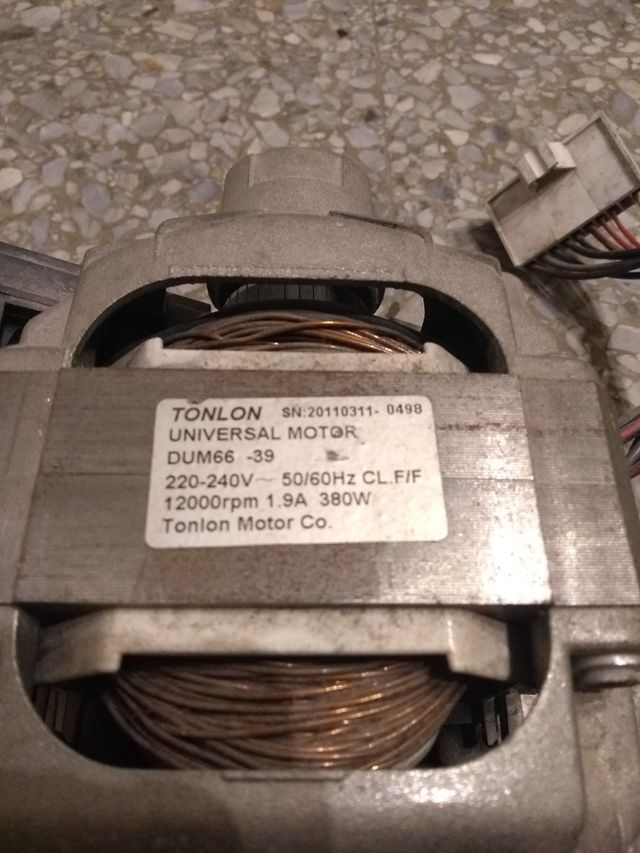 TONLON SN:20110311- 0498
UNIVERSAL MOTOR
DUM66 -39
220-240V~ 50/60Hz CL.F/F
12000rpm 1.9A 380W
Tonlon Motor Co.